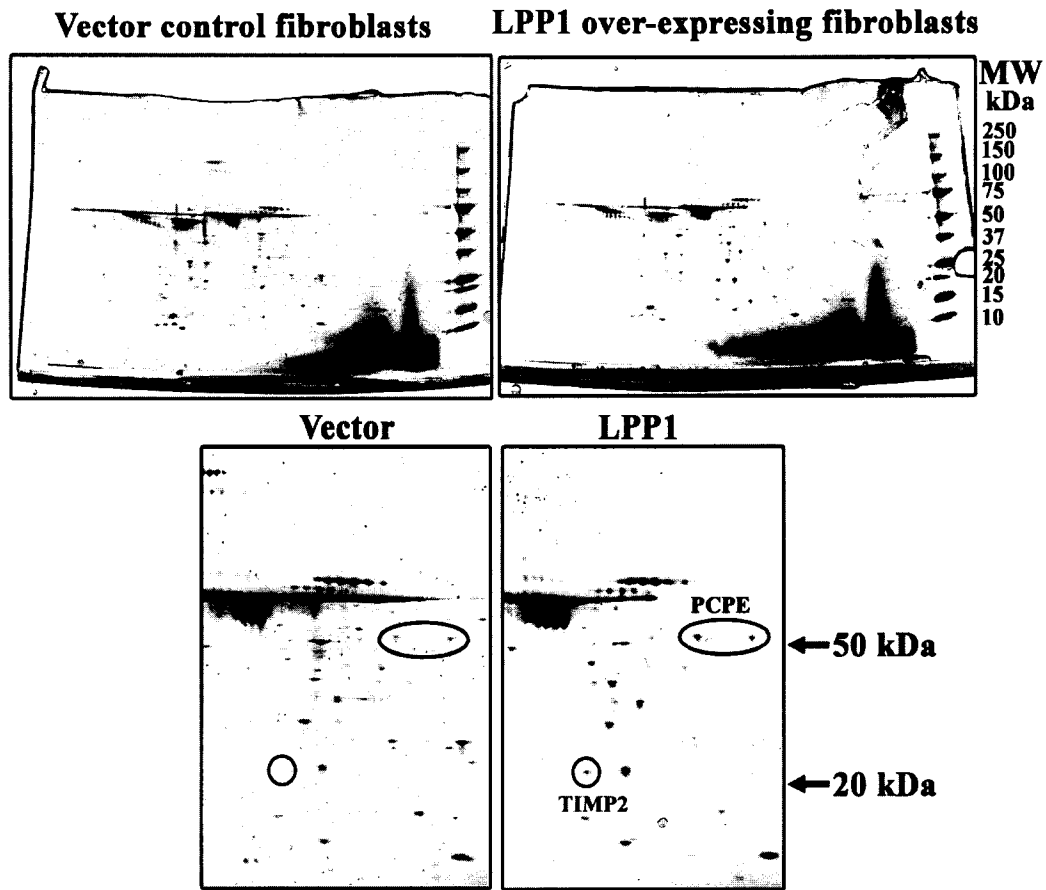 Vector control fibroblasts
LPP1 over-expressing fibroblasts
MW
kDa
250
150
100
75
50
37
25
20
15
10
Vector
LPP1
PCPE
50 kDa
TIMP2
20 kDa